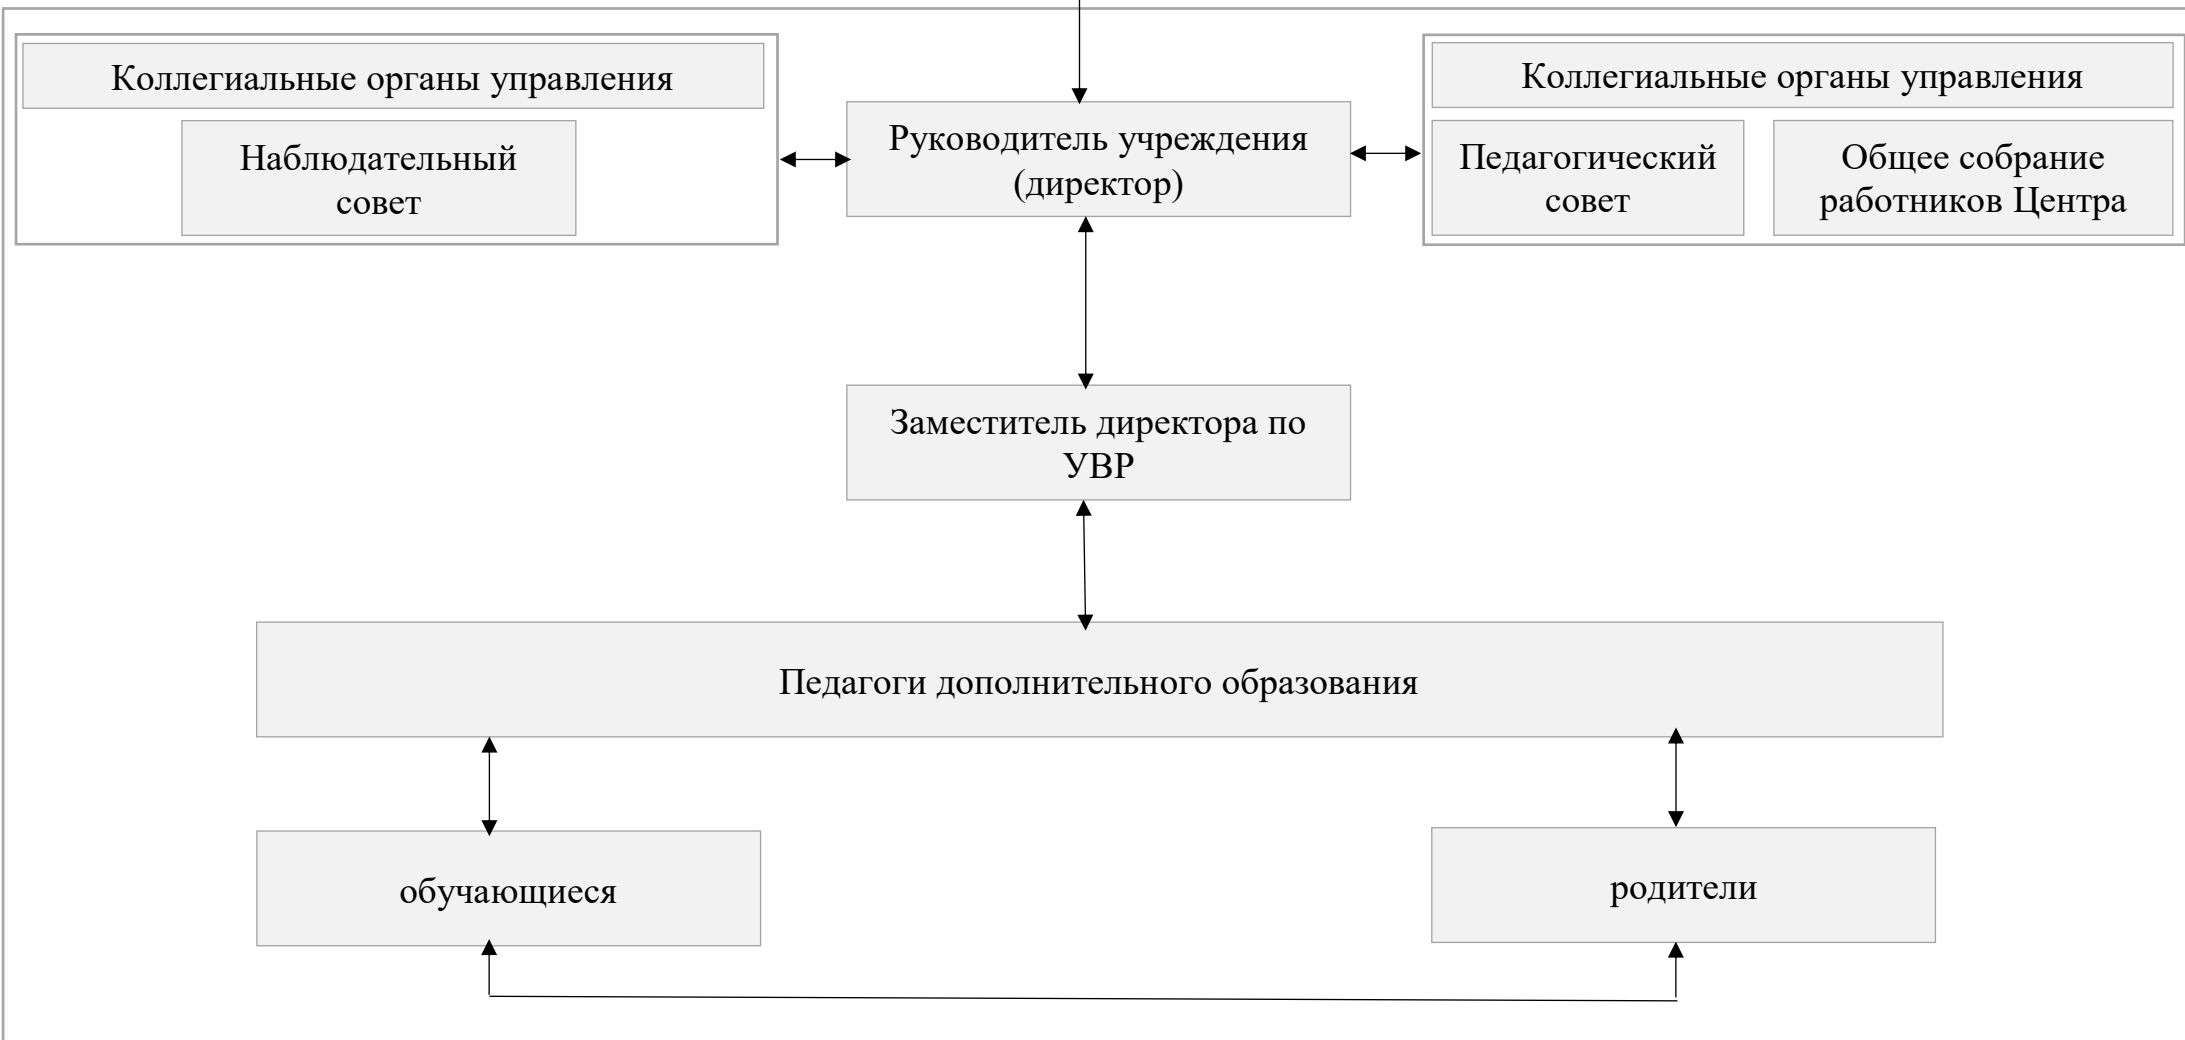 Коллегиальные органы управления
Наблюдательный
совет
Руководитель учреждения
(директор)
Коллегиальные органы управления
Педагогический
совет
Общее собрание
работников Центра
Заместитель директора по
УВР
Педагоги дополнительного образования
обучающиеся
родители